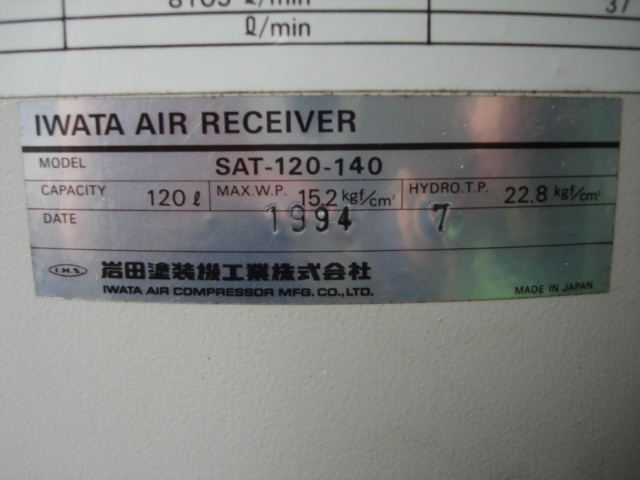 ℓ/min
IWATA AIR RECEIVER
MODEL SAT-120-140
CAPACITY 120 ℓ MAX.W.P. 15.2 kgf/cm² HYDRO.T.P. 22.8 kgf/cm²
DATE 1994 7
I.H.S. 岩田塗装機工業株式会社
IWATA AIR COMPRESSOR MFG. CO., LTD. MADE IN JAPAN